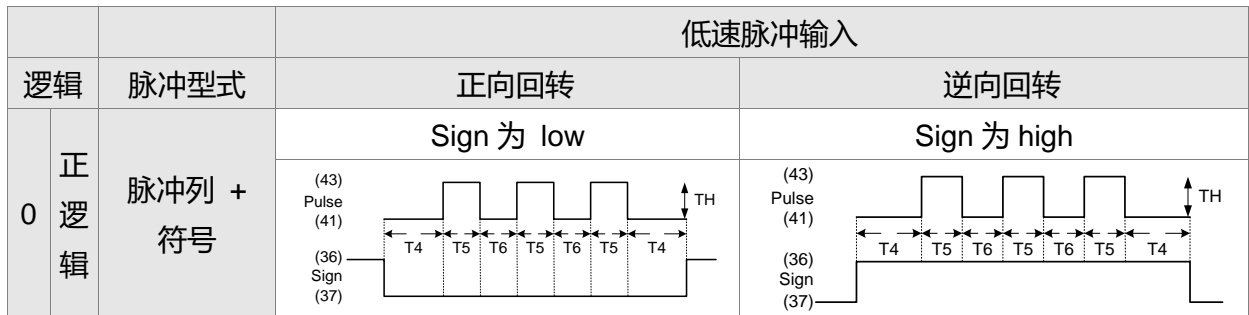 低速脉冲输入
逻辑 脉冲型式 正向回转 逆向回转
0 正逻辑 脉冲列 + 符号
Sign 为 low
Sign 为 high
(43)
Pulse
(41)
TH
T4 T5 T6 T5 T6 T5 T4
(36)
Sign
(37)
(43)
Pulse
(41)
TH
T4 T5 T6 T5 T6 T5 T4
(36)
Sign
(37)